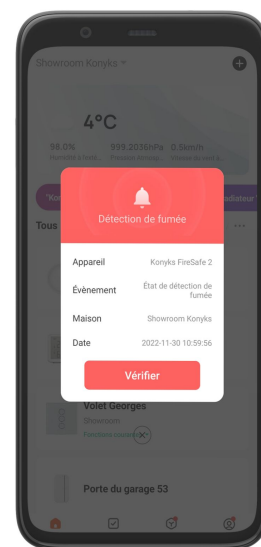 Showroom Konyks
4°C
98.0% 999.2036hPa 0.5km/h
"Kon radiateur
Tous
Détection de fumée
Appareil Konyks FireSafe 2
Évènement État de détection de
fumée
Maison Showroom Konyks
Date 2022-11-30 10:59:56
Vérifier
Volet Georges
Showroom
Porte du garage 53